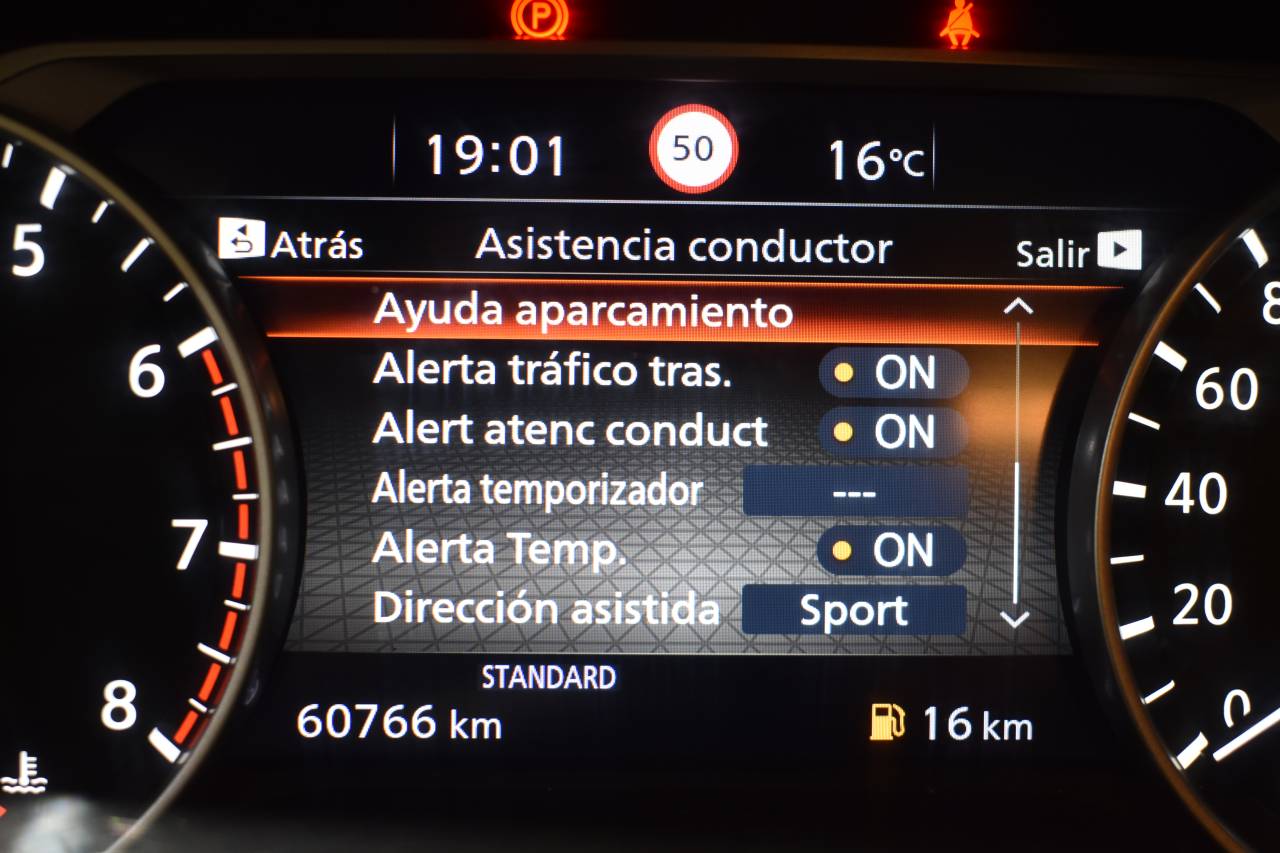 P
19:01 50 16°C
Atrás Asistencia conductor Salir
Ayuda aparcamiento
Alerta tráfico tras. ON
Alert atenc conduct ON
Alerta temporizador ---
Alerta Temp. ON
Dirección asistida Sport
STANDARD
60766 km 16 km
5
6
7
8
8
60
40
20
0